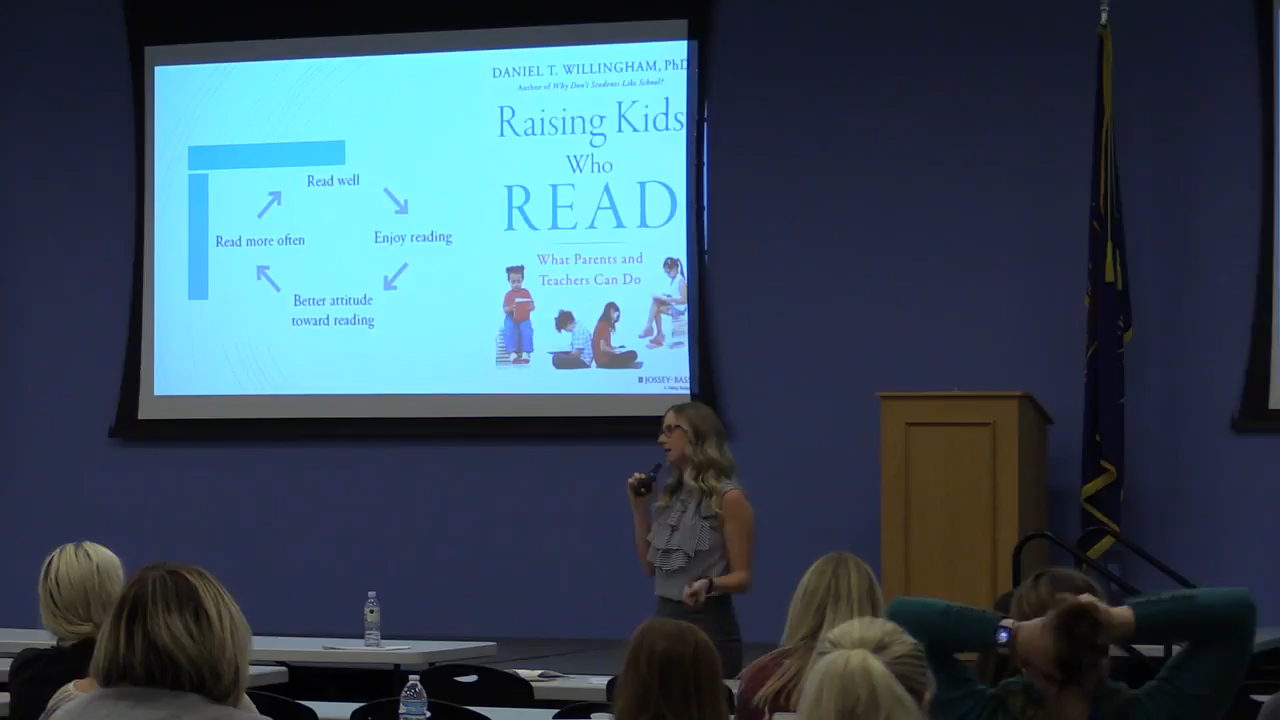 Read well
Enjoy reading
Better attitude
toward reading
Read more often
DANIEL T. WILLINGHAM, PhD
Author of Why Don't Students Like School?
Raising Kids
Who
READ
What Parents and
Teachers Can Do
JOSSEY-BAS